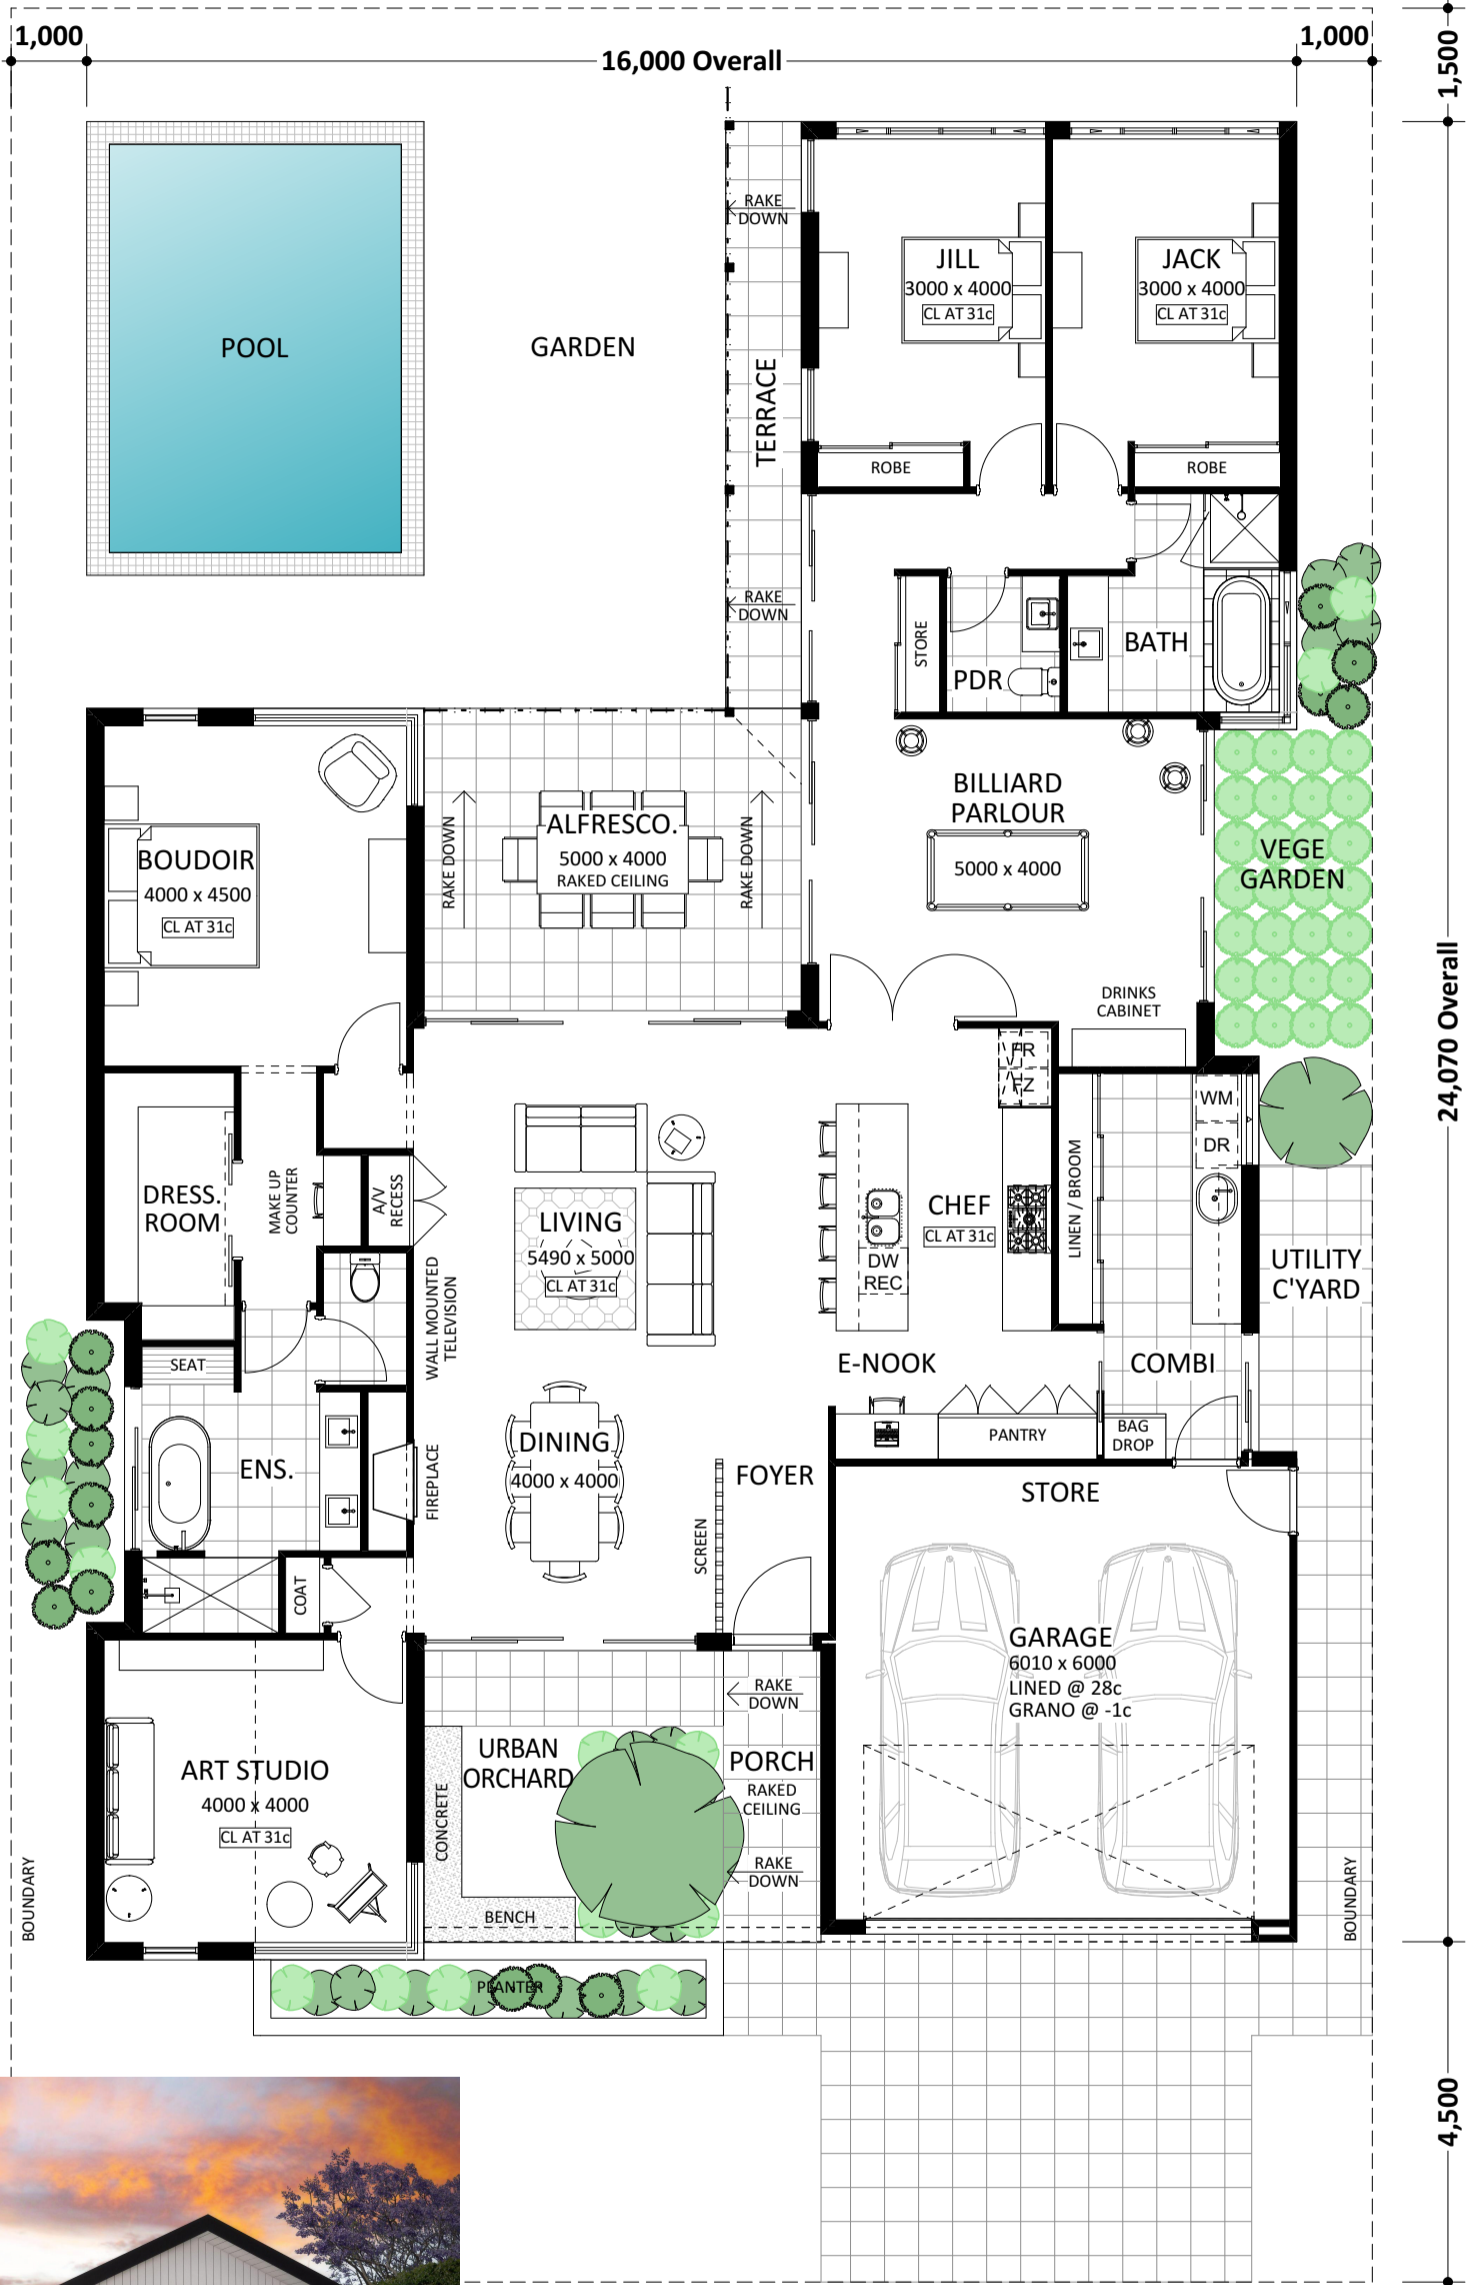 1,000
16,000 Overall
1,000
1,500
RAKE
DOWN
JILL
3000 x 4000
CL AT 31c
JACK
3000 x 4000
CL AT 31c
POOL
GARDEN
TERRACE
ROBE
ROBE
RAKE
DOWN
STORE
PDR
BATH
BOUDOIR
4000 x 4500
CL AT 31c
RAKE DOWN
ALFRESCO.
5000 x 4000
RAKED CEILING
RAKE DOWN
BILLIARD
PARLOUR
5000 x 4000
VEGE
GARDEN
DRINKS
CABINET
24,070 Overall
FR
FZ
WM
DR
DRESS.
ROOM
MAKE UP
COUNTER
A/V
RECESS
LIVING
5490 x 5000
CL AT 31c
CHEF
CL AT 31c
DW
REC
LINEN / BROOM
UTILITY
C'YARD
WALL MOUNTED
TELEVISION
SEAT
E-NOOK
COMBI
PANTRY
BAG
DROP
ENS.
FIREPLACE
DINING
4000 x 4000
FOYER
SCREEN
STORE
COAT
GARAGE
6010 x 6000
LINED @ 28c
GRANO @ -1c
RAKE
DOWN
ART STUDIO
4000 x 4000
CL AT 31c
URBAN
ORCHARD
CONCRETE
PORCH
RAKED
CEILING
RAKE
DOWN
BENCH
BOUNDARY
BOUNDARY
PLANTER
4,500